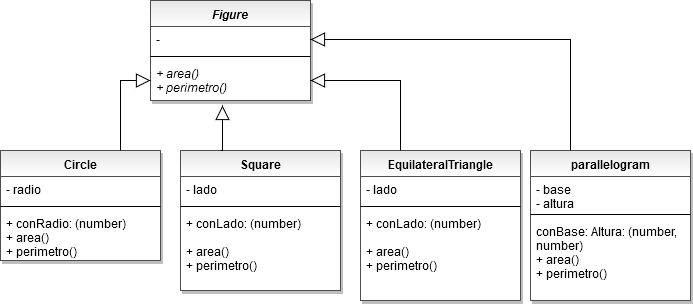 Figure
-
+ area()
+ perimetro()
Circle
- radio
+ conRadio: (number)
+ area()
+ perimetro()
Square
- lado
+ conLado: (number)
+ area()
+ perimetro()
EquilateralTriangle
- lado
+ conLado: (number)
+ area()
+ perimetro()
parallelogram
- base
- altura
conBase: Altura: (number,
number)
+ area()
+ perimetro()